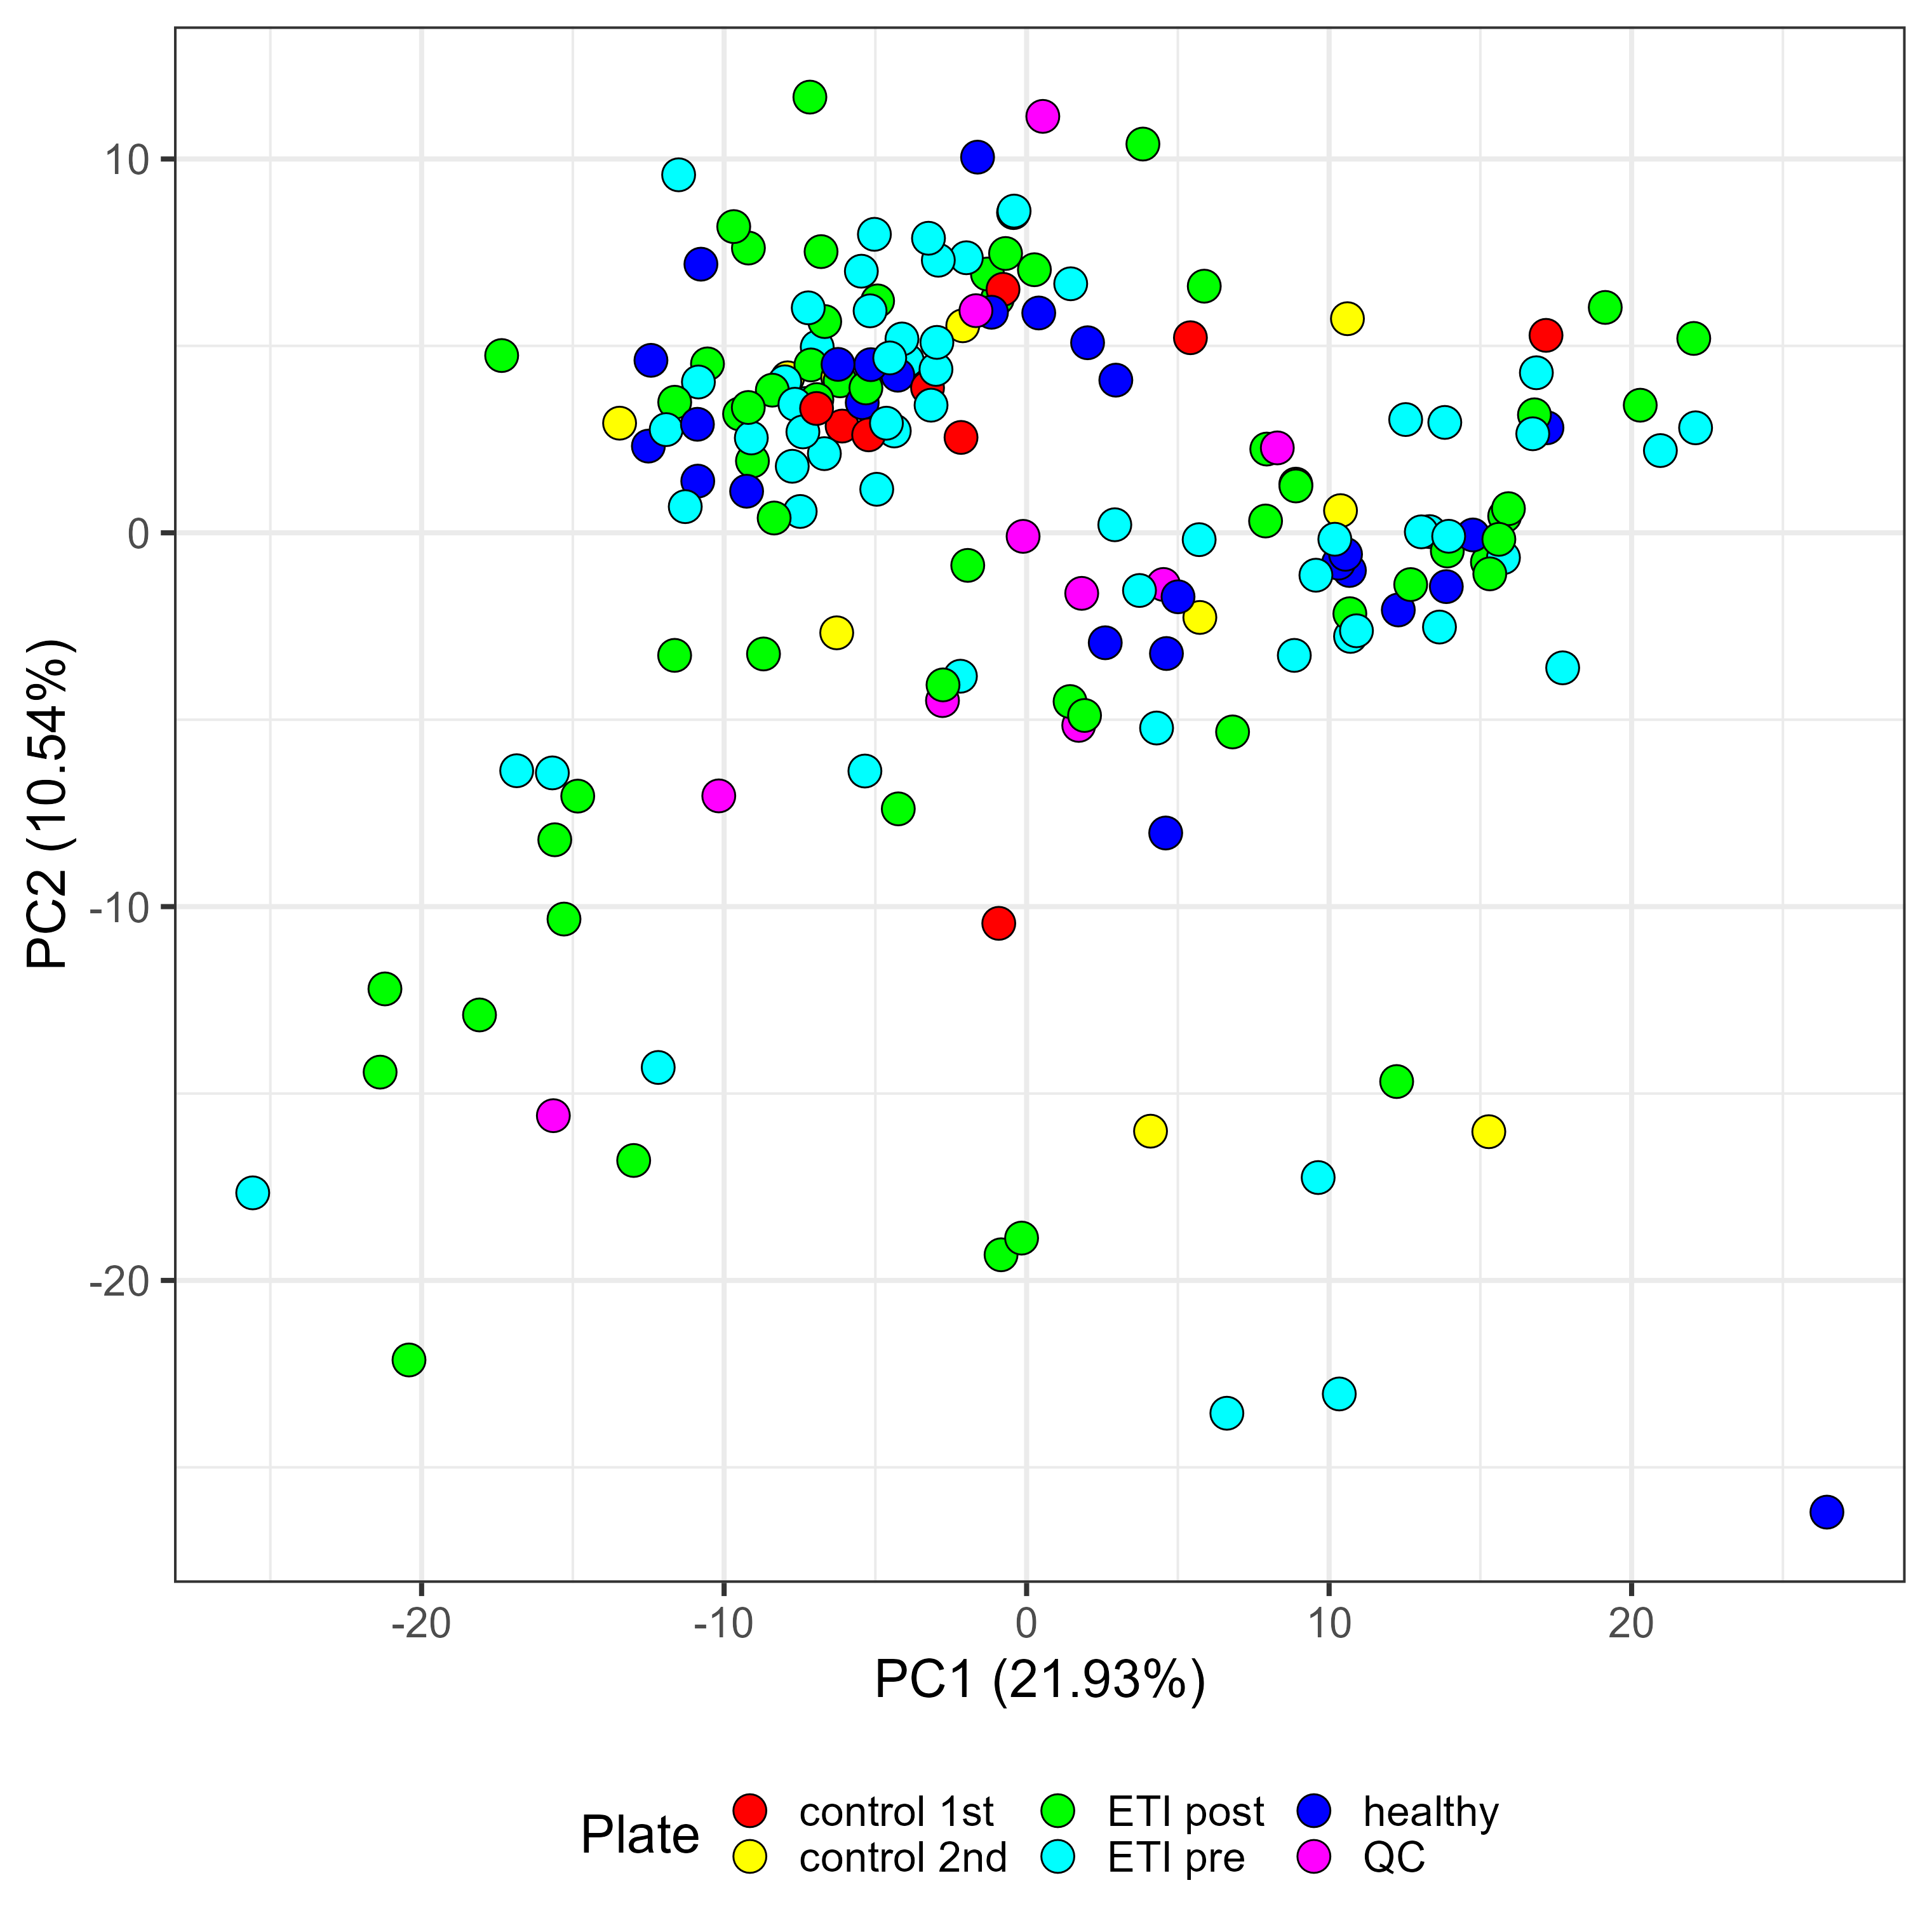 10
0
-10
-20
PC2 (10.54%)
-20 -10 0 10 20
PC1 (21.93%)
Plate
control 1st ETI post healthy
control 2nd ETI pre QC